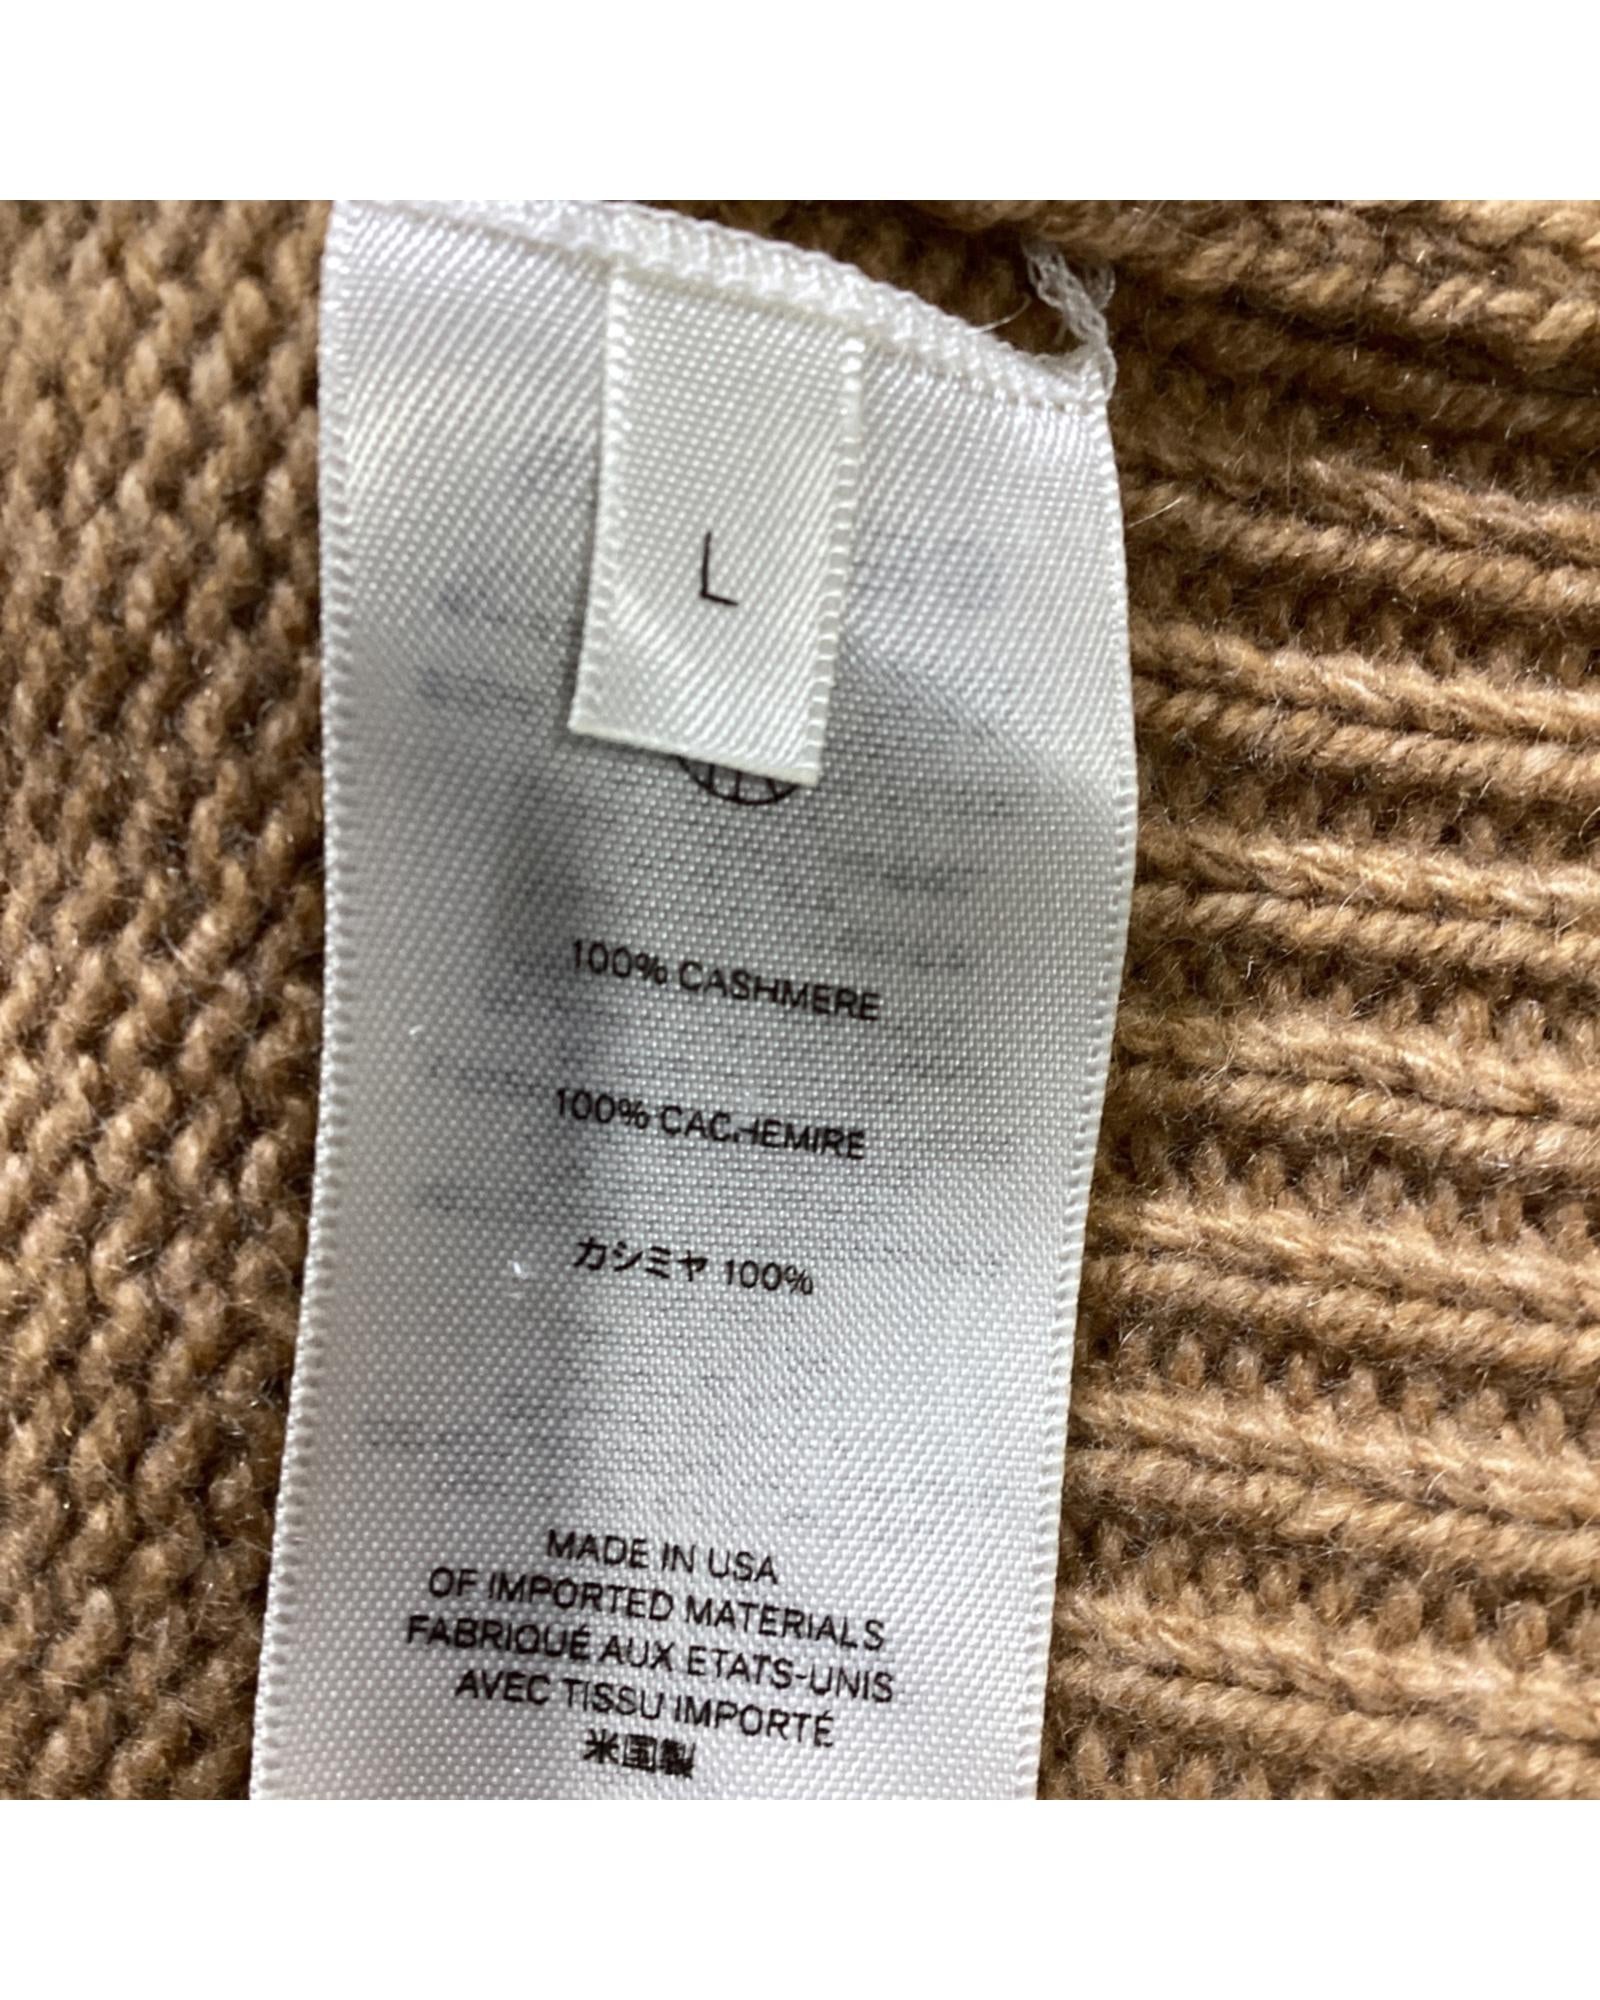 L
100% CASHMERE
100% CACHEMIRE
カシミヤ 100%
MADE IN USA
OF IMPORTED MATERIALS
FABRIQUÉ AUX ETATS-UNIS
AVEC TISSU IMPORTÉ
米国製